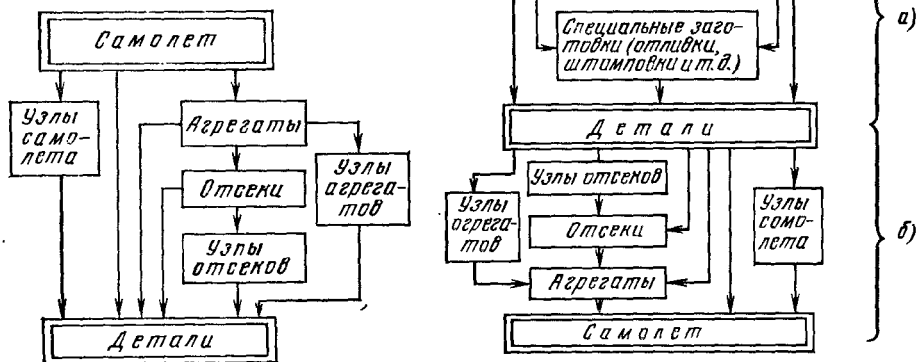 Самолет
Узлы
само-
лета
Агрегаты
Узлы
агрега-
тов
Отсеки
Узлы
отсеков
Детали
Специальные заго-
товки (отливки,
штамповки и т.д.)
Детали
Узлы отсеков
Узлы
агрега-
тов
Отсеки
Узлы
само-
лета
Агрегаты
Самолет
а)
б)